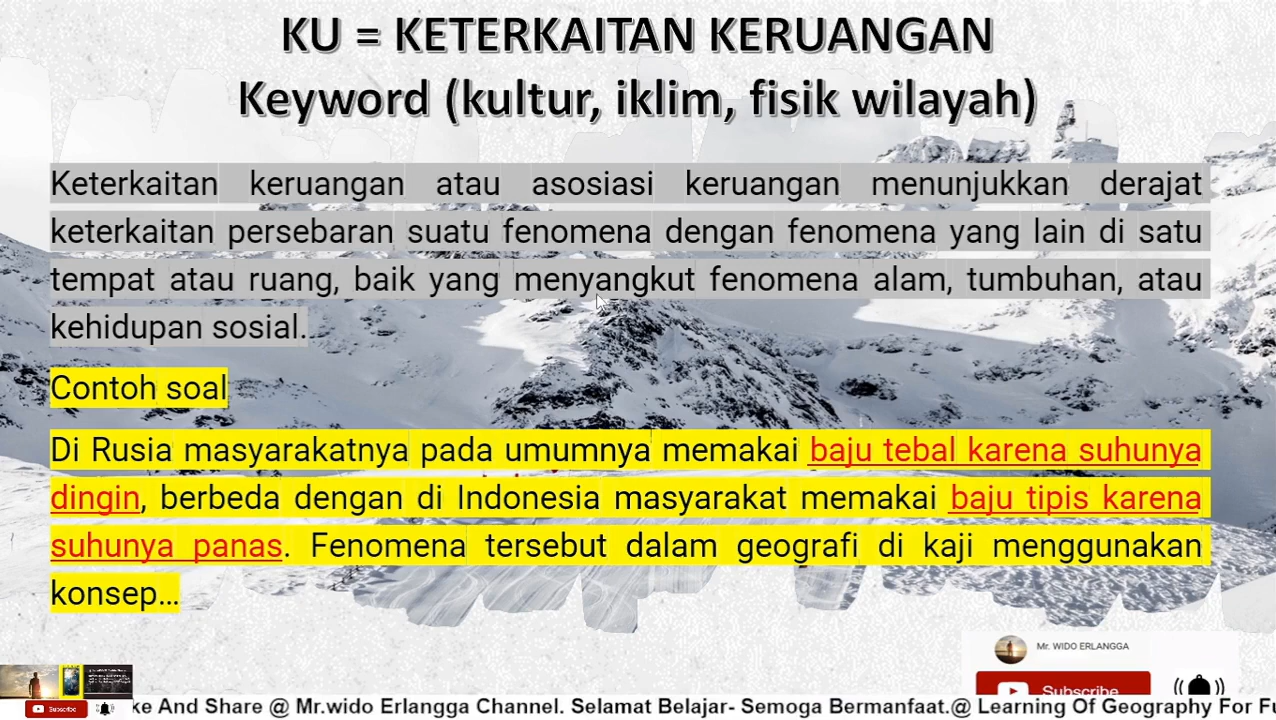 KU = KETERKAITAN KERUANGAN
Keyword (kultur, iklim, fisik wilayah)
Keterkaitan keruangan atau asosiasi keruangan menunjukkan derajat
keterkaitan persebaran suatu fenomena dengan fenomena yang lain di satu
tempat atau ruang, baik yang menyangkut fenomena alam, tumbuhan, atau
kehidupan sosial.
Contoh soal
Di Rusia masyarakatnya pada umumnya memakai baju tebal karena suhunya
dingin, berbeda dengan di Indonesia masyarakat memakai baju tipis karena
suhunya panas. Fenomena tersebut dalam geografi di kaji menggunakan
konsep...
Mr. WIDO ERLANGGA
Subscribe
Subscribe
ke And Share @ Mr.wido Erlangga Channel. Selamat Belajar- Semoga Bermanfaat.@ Learning Of Geography For Fu